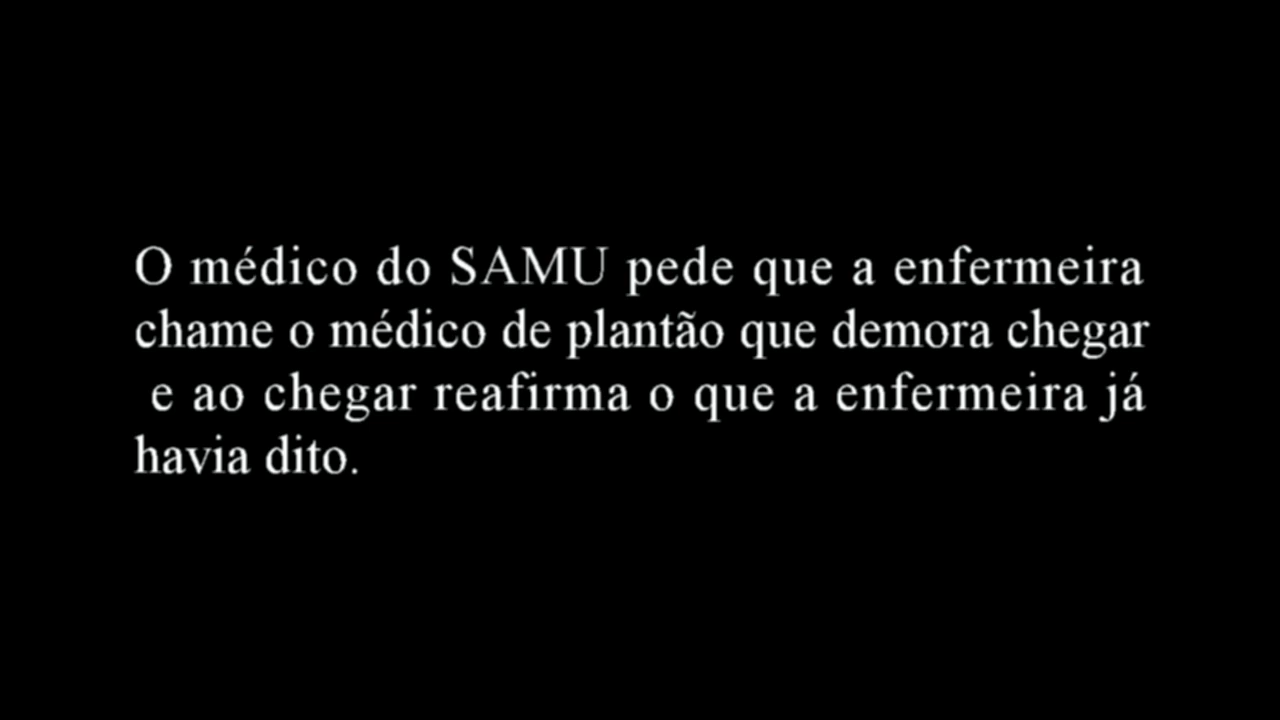 O médico do SAMU pede que a enfermeira
chame o médico de plantão que demora chegar
e ao chegar reafirma o que a enfermeira já
havia dito.